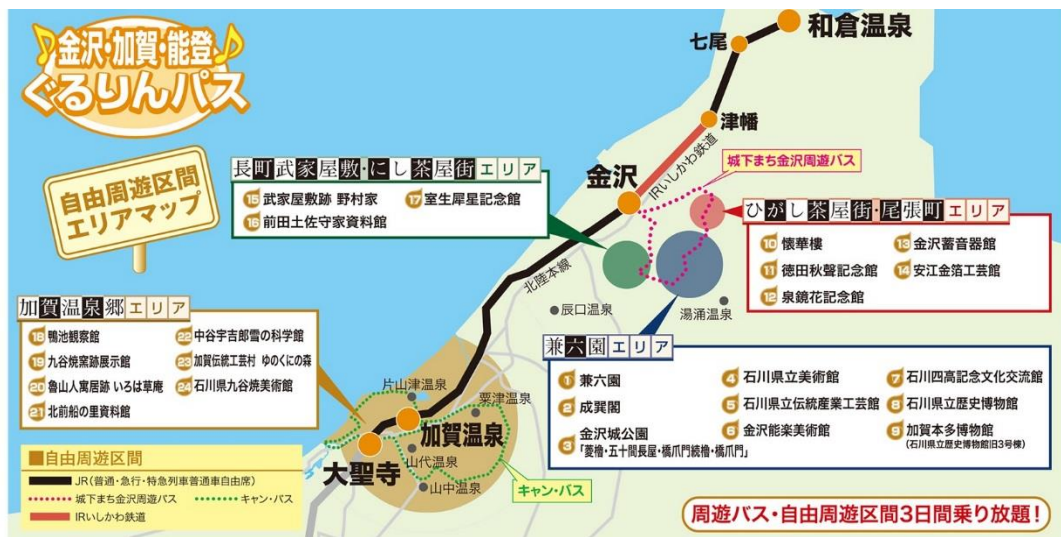 金沢・加賀・能登
ぐるりんパス
自由周遊区間
エリアマップ
和倉温泉
七尾
津幡
IRいしかわ鉄道
金沢
城下まち金沢周遊バス
長町武家屋敷・にし茶屋街エリア
15 武家屋敷跡 野村家
17 室生犀星記念館
16 前田土佐守家資料館
ひがし茶屋街・尾張町エリア
10 懐華樓
13 金沢蓄音器館
11 徳田秋聲記念館
14 安江金箔工芸館
12 泉鏡花記念館
北陸本線
辰口温泉
湯涌温泉
加賀温泉郷エリア
18 鴨池観察館
22 中谷宇吉郎雪の科学館
19 九谷焼窯跡展示館
23 加賀伝統工芸村 ゆのくにの森
20 魯山人寓居跡 いろは草庵
24 石川県九谷焼美術館
21 北前船の里資料館
兼六園エリア
1 兼六園
4 石川県立美術館
7 石川四高記念文化交流館
2 成巽閣
5 石川県立伝統産業工芸館
8 石川県立歴史博物館
3 金沢城公園
「菱櫓・五十間長屋・橋爪門続櫓・橋爪門」
6 金沢能楽美術館
9 加賀本多博物館
(石川県立歴史博物館旧3号棟)
片山津温泉
粟津温泉
加賀温泉
大聖寺
山代温泉
山中温泉
キャン・バス
■自由周遊区間
JR(普通・急行・特急列車普通車自由席)
城下まち金沢周遊バス
キャン・バス
IRいしかわ鉄道
周遊バス・自由周遊区間3日間乗り放題!